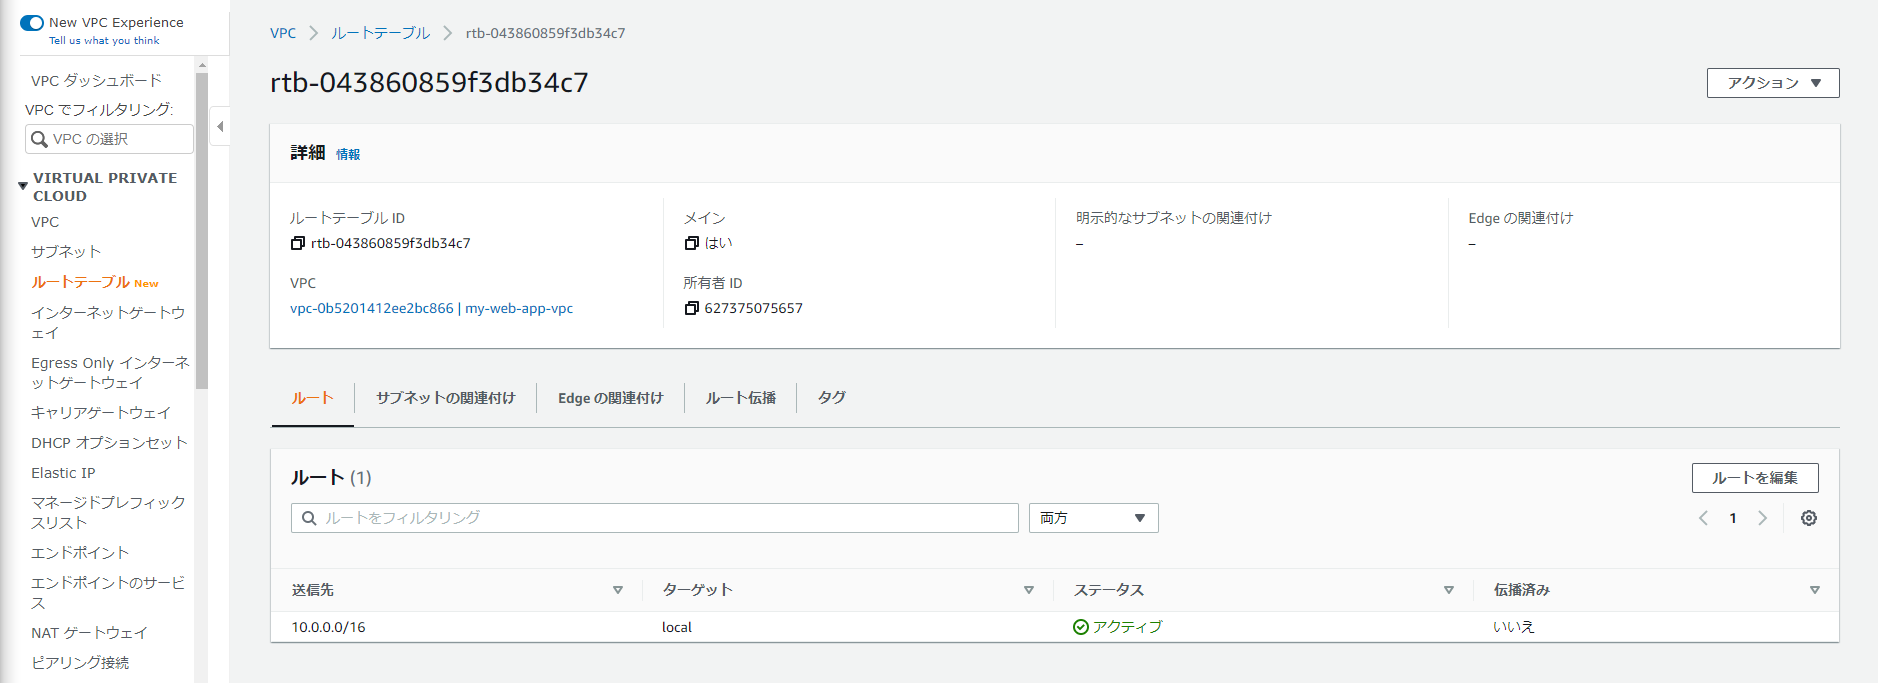 New VPC Experience
Tell us what you think
VPC ダッシュボード
VPC でフィルタリング:
VPC の選択
VIRTUAL PRIVATE
CLOUD
VPC
サブネット
ルートテーブル New
インターネットゲートウ
ェイ
Egress Only インターネ
ットゲートウェイ
キャリアゲートウェイ
DHCP オプションセット
Elastic IP
マネージドプレフィック
スリスト
エンドポイント
エンドポイントのサービ
ス
NAT ゲートウェイ
ピアリング接続
VPC ルートテーブル rtb-043860859f3db34c7
rtb-043860859f3db34c7
アクション
詳細 情報
ルートテーブル ID
rtb-043860859f3db34c7
メイン
はい
明示的なサブネットの関連付け
–
Edge の関連付け
–
VPC
vpc-0b5201412ee2bc866 | my-web-app-vpc
所有者 ID
627375075657
ルート サブネットの関連付け Edge の関連付け ルート伝播 タグ
ルート (1)
ルートを編集
ルートをフィルタリング 両方 1
送信先 ターゲット ステータス 伝播済み
10.0.0.0/16 local アクティブ いいえ